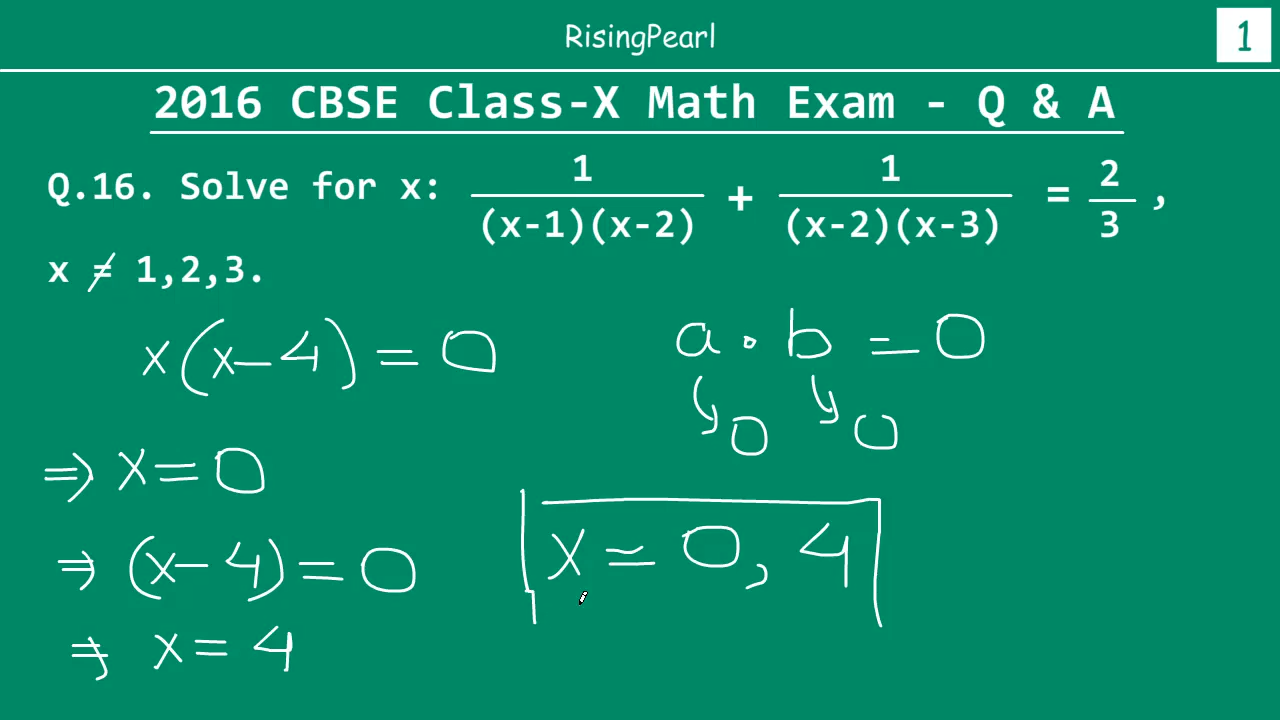 RisingPearl
1
2016 CBSE Class-X Math Exam - Q & A
Q.16. Solve for x: 1/((x-1)(x-2)) + 1/((x-2)(x-3)) = 2/3 ,
x ≠ 1,2,3.
x(x-4) = 0
a · b = 0
0 0
⇒ x = 0
⇒ (x-4) = 0
⇒ x = 4
x = 0, 4